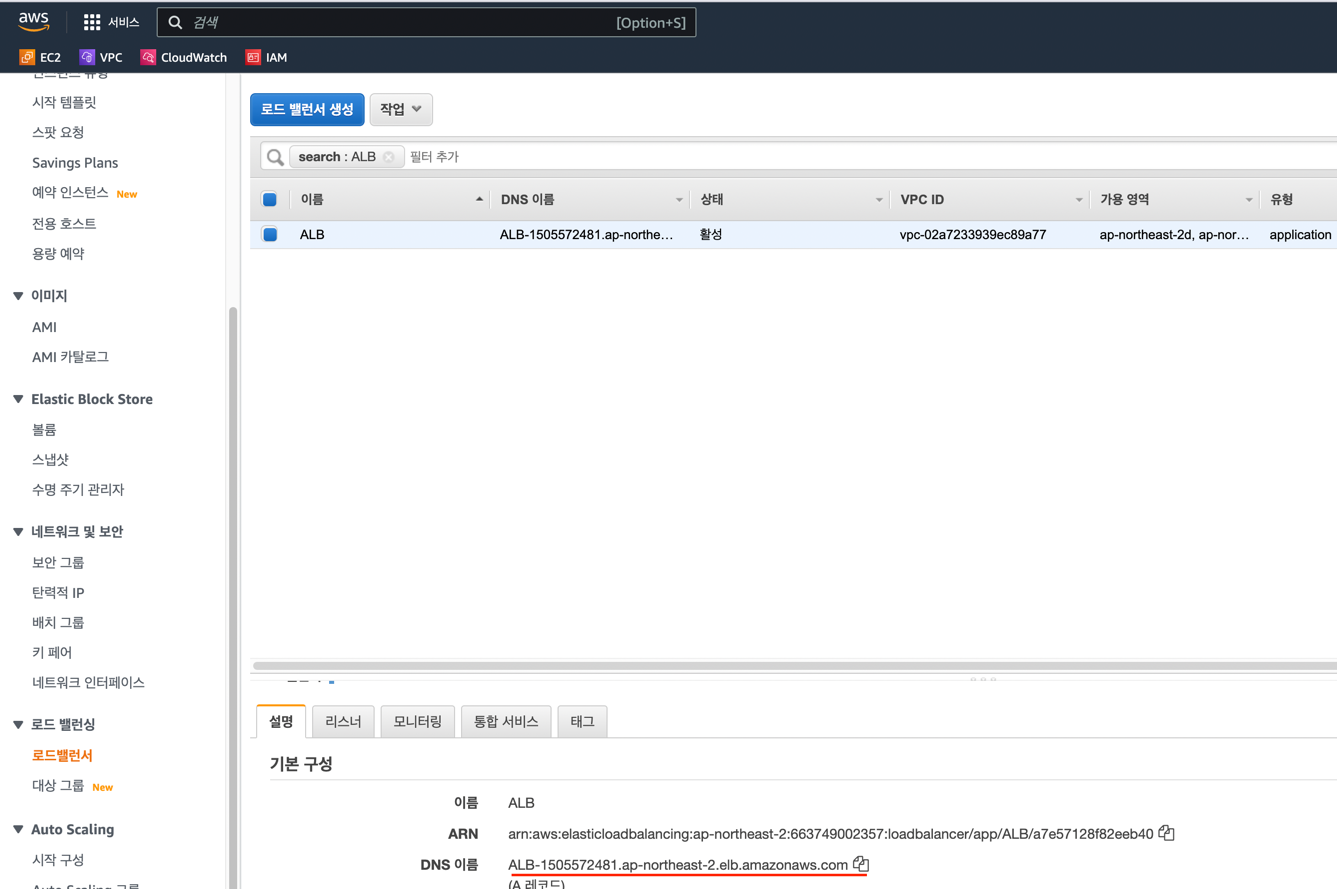 aws
서비스
검색
[Option+S]
EC2
VPC
CloudWatch
IAM
인스턴스 유형
시작 템플릿
스팟 요청
Savings Plans
예약 인스턴스 New
전용 호스트
용량 예약
이미지
AMI
AMI 카탈로그
Elastic Block Store
볼륨
스냅샷
수명 주기 관리자
네트워크 및 보안
보안 그룹
탄력적 IP
배치 그룹
키 페어
네트워크 인터페이스
로드 밸런싱
로드밸런서
대상 그룹 New
Auto Scaling
시작 구성
Auto Scaling 그룹
로드 밸런서 생성
작업
search : ALB
필터 추가
이름 DNS 이름 상태 VPC ID 가용 영역 유형
ALB ALB-1505572481.ap-northe… 활성 vpc-02a7233939ec89a77 ap-northeast-2d, ap-nor… application
설명 리스너 모니터링 통합 서비스 태그
기본 구성
이름 ALB
ARN arn:aws:elasticloadbalancing:ap-northeast-2:663749002357:loadbalancer/app/ALB/a7e57128f82eeb40
DNS 이름 ALB-1505572481.ap-northeast-2.elb.amazonaws.com
(A 레코드)